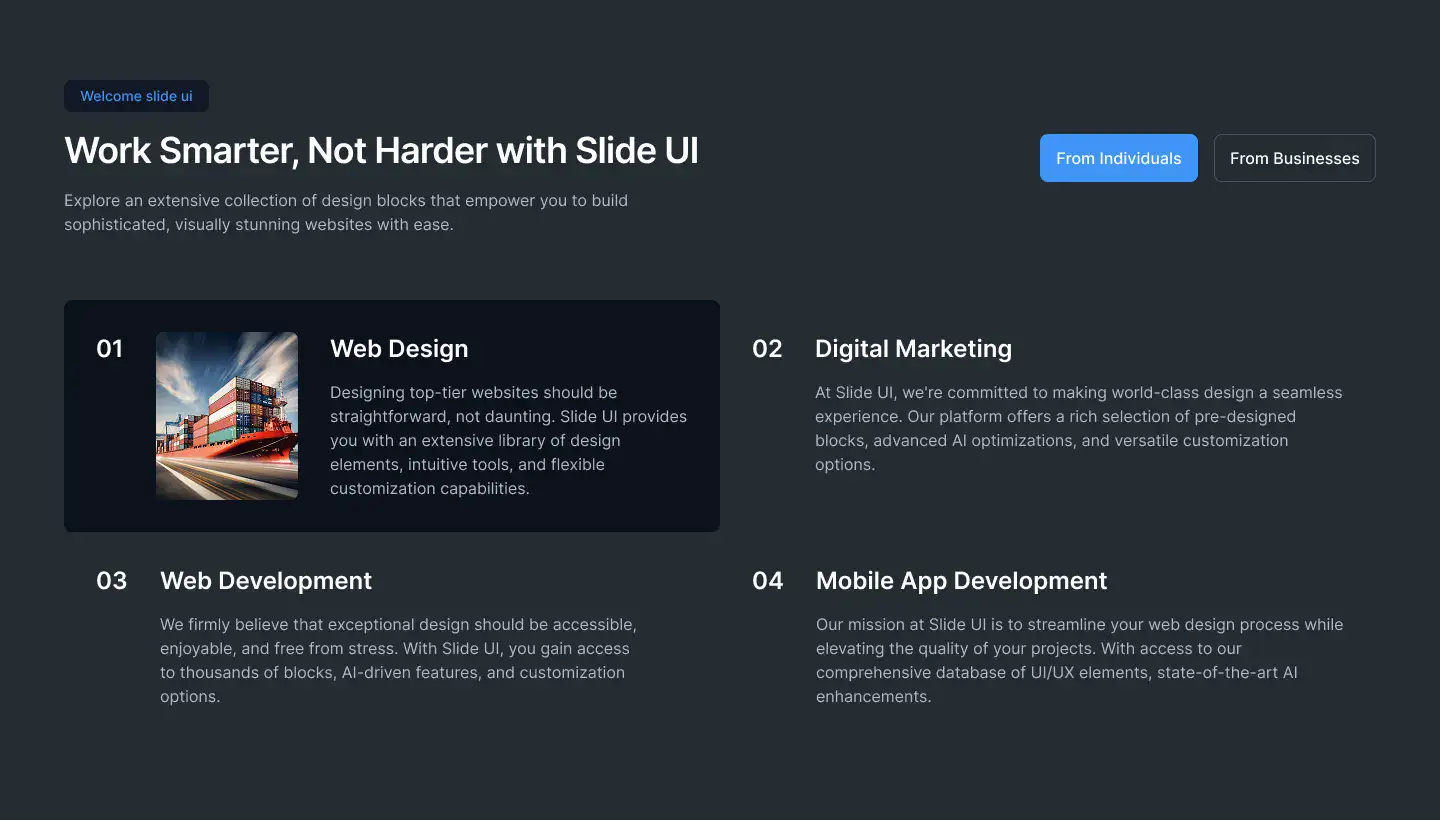 Welcome slide ui
Work Smarter, Not Harder with Slide UI
Explore an extensive collection of design blocks that empower you to build
sophisticated, visually stunning websites with ease.
From Individuals
From Businesses
01
Web Design
Designing top-tier websites should be
straightforward, not daunting. Slide UI provides
you with an extensive library of design
elements, intuitive tools, and flexible
customization capabilities.
02
Digital Marketing
At Slide UI, we're committed to making world-class design a seamless
experience. Our platform offers a rich selection of pre-designed
blocks, advanced AI optimizations, and versatile customization
options.
03
Web Development
We firmly believe that exceptional design should be accessible,
enjoyable, and free from stress. With Slide UI, you gain access
to thousands of blocks, AI-driven features, and customization
options.
04
Mobile App Development
Our mission at Slide UI is to streamline your web design process while
elevating the quality of your projects. With access to our
comprehensive database of UI/UX elements, state-of-the-art AI
enhancements.